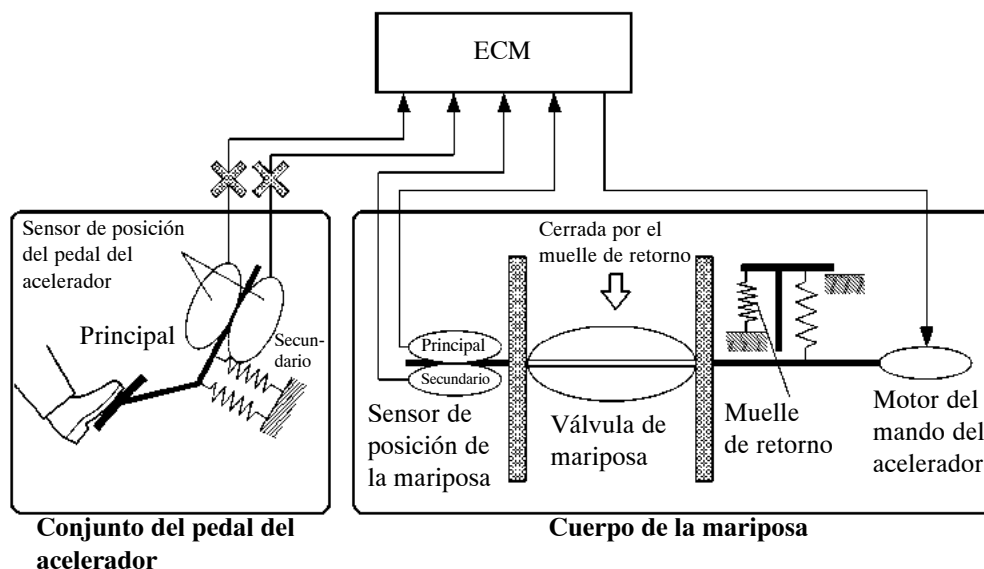 ECM
Sensor de posición
del pedal del
acelerador
Principal
Secun-
dario
Conjunto del pedal del
acelerador
Cerrada por el
muelle de retorno
Principal
Secundario
Sensor de
posición de
la mariposa
Válvula de
mariposa
Muelle
de retorno
Motor del
mando del
acelerador
Cuerpo de la mariposa